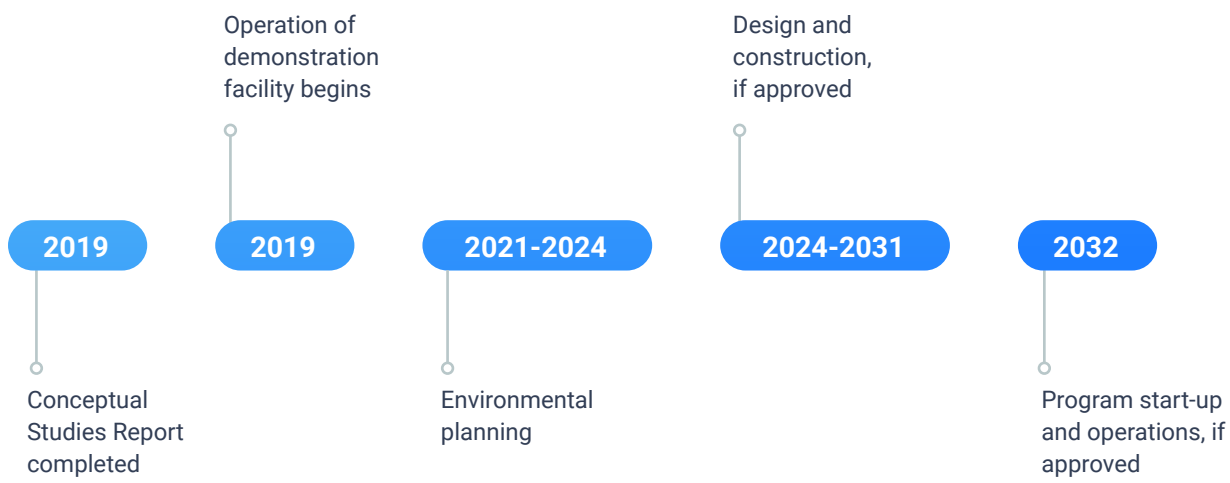 Operation of
demonstration
facility begins
Design and
construction,
if approved
2019
2019
2021-2024
2024-2031
2032
Conceptual
Studies Report
completed
Environmental
planning
Program start-up
and operations, if
approved